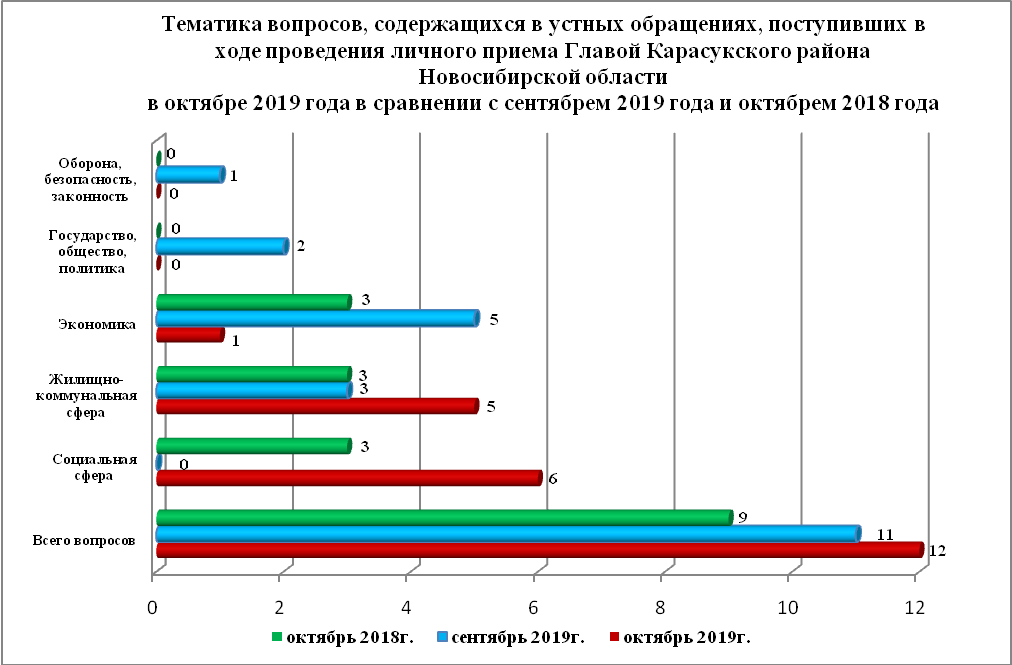 Тематика вопросов, содержащихся в устных обращениях, поступивших в
ходе проведения личного приема Главой Карасукского района
Новосибирской области
в октябре 2019 года в сравнении с сентябрем 2019 года и октябрем 2018 года
Оборона,
безопасность,
законность
0
1
0
Государство,
общество,
политика
0
2
0
Экономика
3
5
1
Жилищно-
коммунальная
сфера
3
3
5
Социальная
сфера
3
0
6
Всего вопросов
9
11
12
0 2 4 6 8 10 12
октябрь 2018г. сентябрь 2019г. октябрь 2019г.